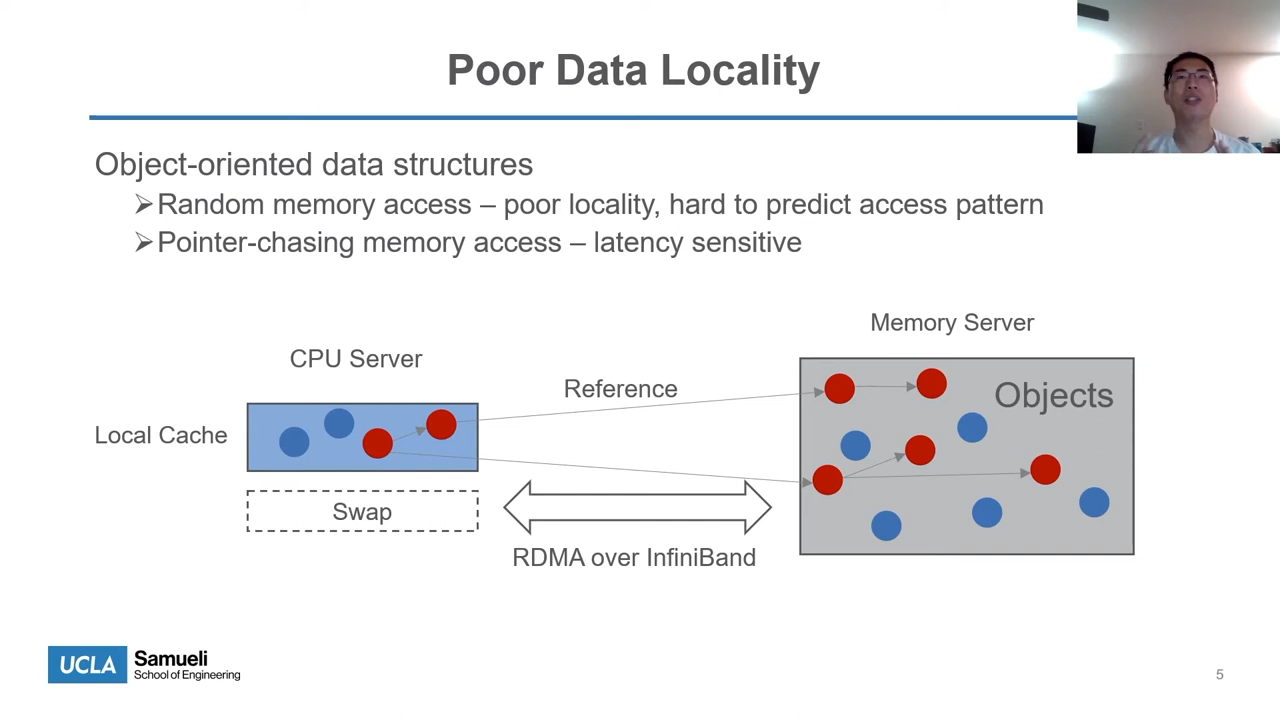 Poor Data Locality
Object-oriented data structures
➢Random memory access – poor locality, hard to predict access pattern
➢Pointer-chasing memory access – latency sensitive
Memory Server
CPU Server
Reference
Objects
Local Cache
Swap
RDMA over InfiniBand
UCLA
Samueli
School of Engineering
5